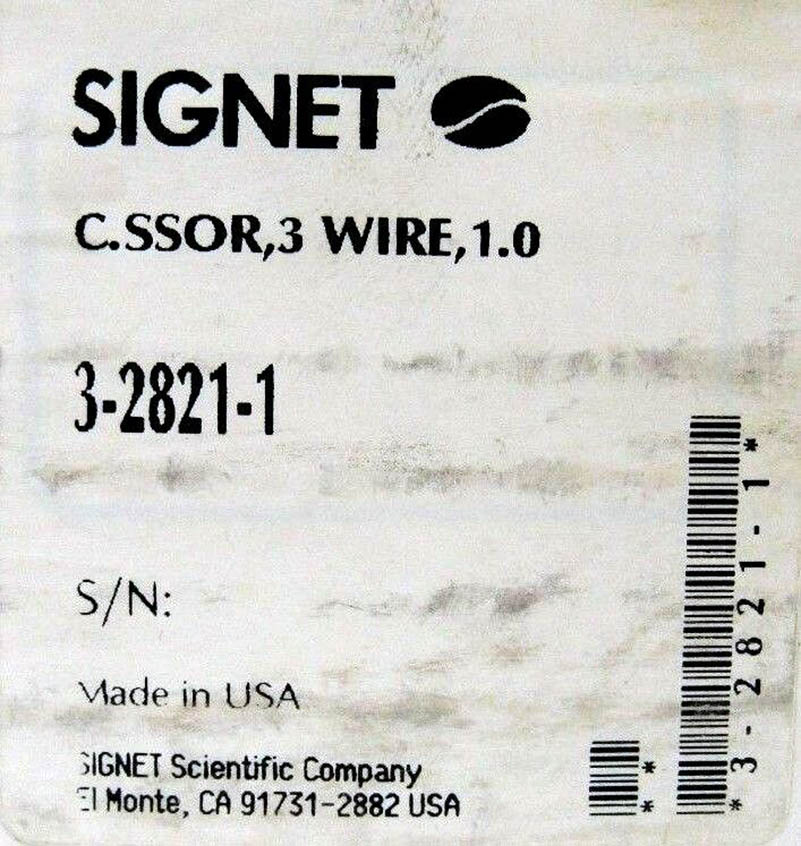 SIGNET
C.SSOR,3 WIRE,1.0
3-2821-1
S/N:
Made in USA
SIGNET Scientific Company
El Monte, CA 91731-2882 USA
**
*3-2821-1*